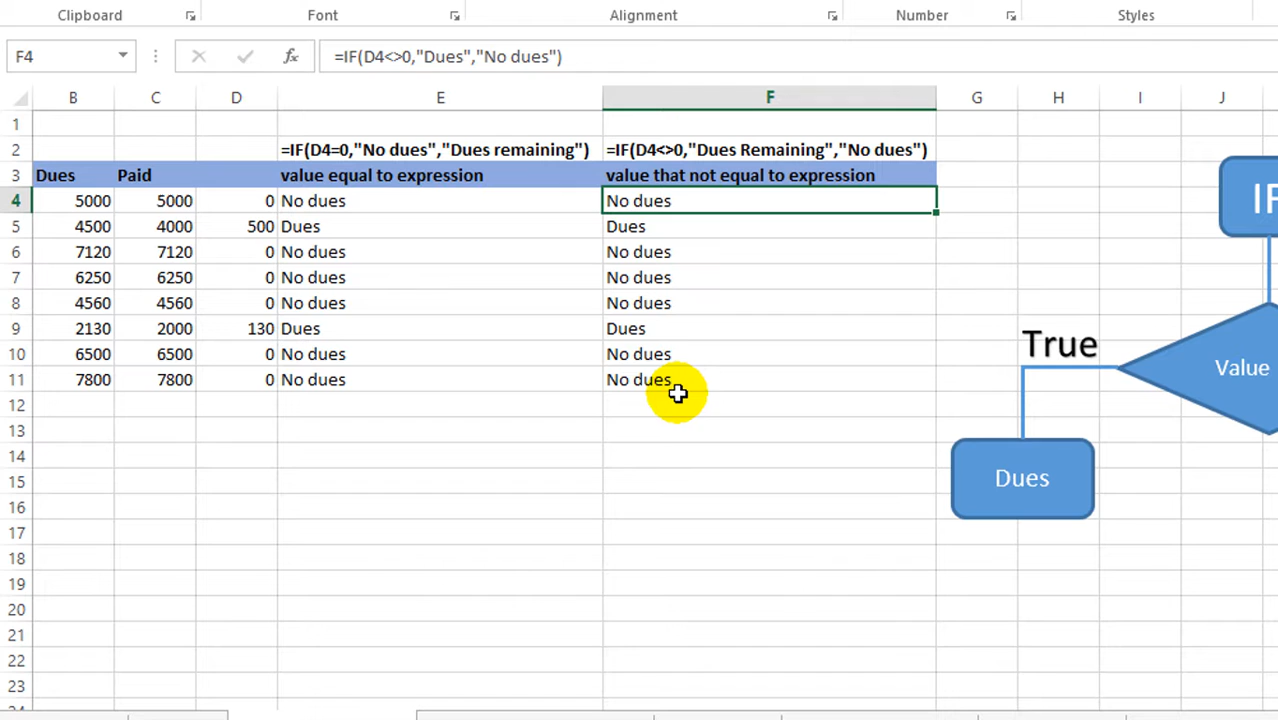 Clipboard Font Alignment Number Styles
F4 fx =IF(D4<>0,"Dues","No dues")
B C D E F G H I J
1
2 =IF(D4=0,"No dues","Dues remaining") =IF(D4<>0,"Dues Remaining","No dues")
3 Dues Paid value equal to expression value that not equal to expression
4 5000 5000 0 No dues No dues
5 4500 4000 500 Dues Dues
6 7120 7120 0 No dues No dues
7 6250 6250 0 No dues No dues
8 4560 4560 0 No dues No dues
9 2130 2000 130 Dues Dues
10 6500 6500 0 No dues No dues
11 7800 7800 0 No dues No dues
12
13
14
15
16
17
18
19
20
21
22
23
IF
True
Value
Dues